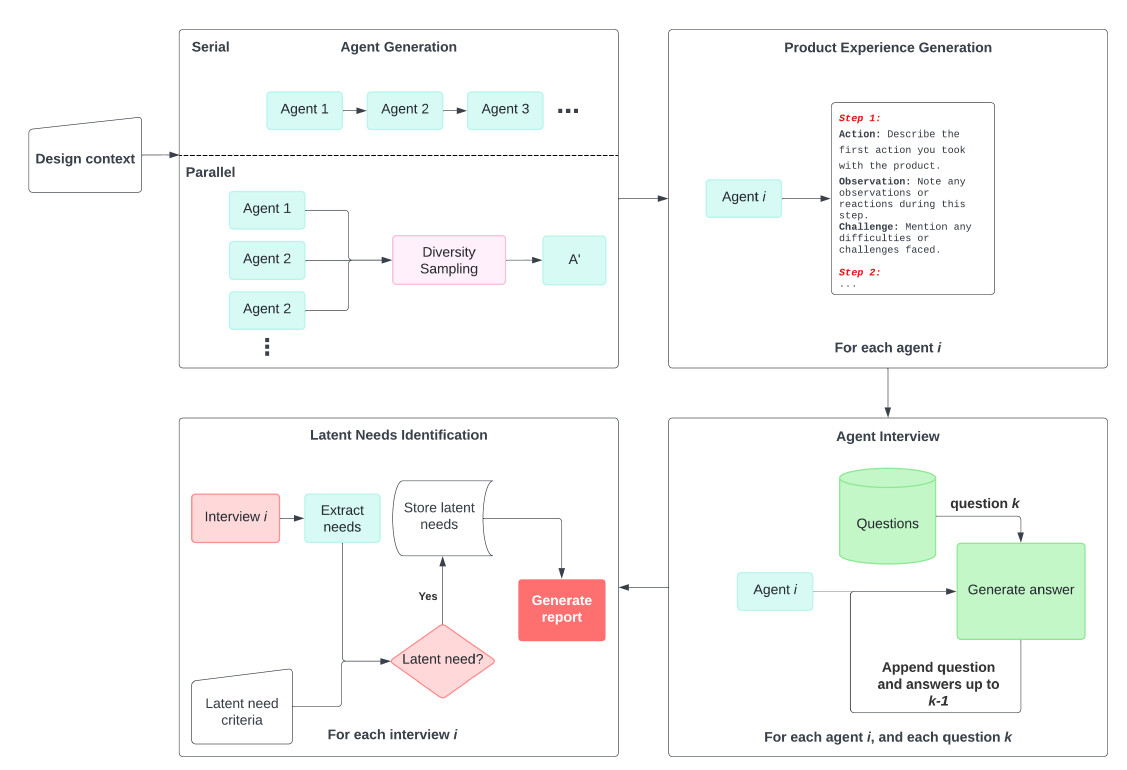 Serial
Agent Generation
Agent 1
Agent 2
Agent 3
...
Design context
Parallel
Agent 1
Agent 2
Agent 2
Diversity
Sampling
A'
Product Experience Generation
Agent i
Step 1:
Action: Describe the
first action you took
with the product.
Observation: Note any
observations or
reactions during this
step.
Challenge: Mention any
difficulties or
challenges faced.
Step 2:
...
For each agent i
Latent Needs Identification
Interview i
Extract
needs
Store latent
needs
Yes
Generate
report
Latent need?
Latent need
criteria
For each interview i
Agent Interview
Questions
question k
Agent i
Generate answer
Append question
and answers up to
k-1
For each agent i, and each question k